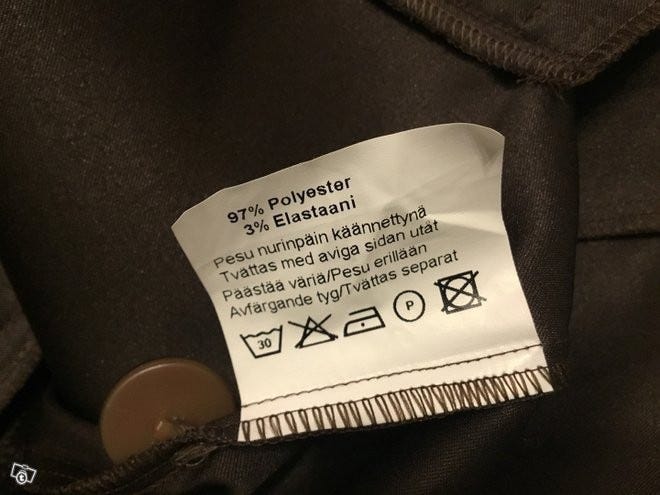 97% Polyester
3% Elastaani
Pesu nurinpäin käännettynä
Tvättas med aviga sidan utåt
Päästää väriä/Pesu erillään
Avfärgande tyg/Tvättas separat
30 P